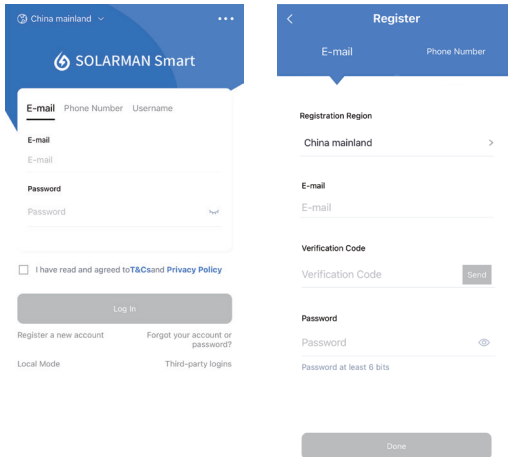 China mainland
SOLARMAN Smart
E-mail Phone Number Username
E-mail
E-mail
Password
Password
I have read and agreed toT&Csand Privacy Policy
Log In
Register a new account
Forgot your account or
password?
Local Mode
Third-party logins
Register
E-mail
Phone Number
Registration Region
China mainland
E-mail
E-mail
Verification Code
Verification Code
Send
Password
Password
Password at least 6 bits
Done